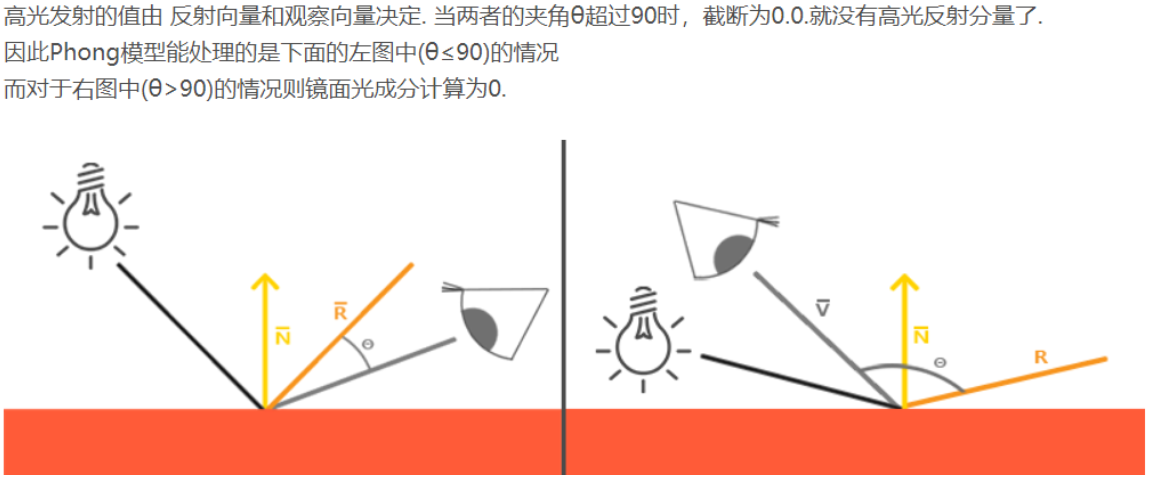 高光发射的值由 反射向量和观察向量决定. 当两者的夹角θ超过90时，截断为0.0.就没有高光反射分量了.
因此Phong模型能处理的是下面的左图中(θ≤90)的情况
而对于右图中(θ>90)的情况则镜面光成分计算为0.
N̅
R̅
Θ
V̅
N̅
Θ
R